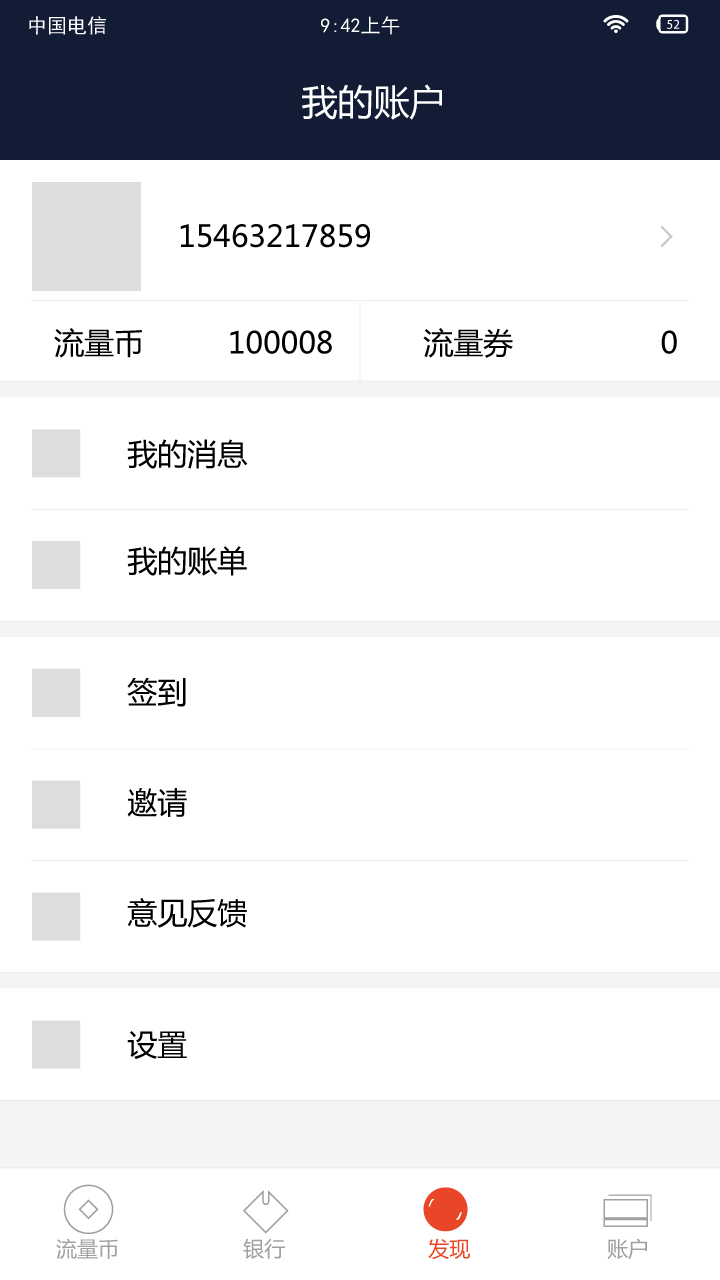 中国电信 9:42上午 52
我的账户
15463217859
流量币 100008 流量券 0
我的消息
我的账单
签到
邀请
意见反馈
设置
流量币 银行 发现 账户